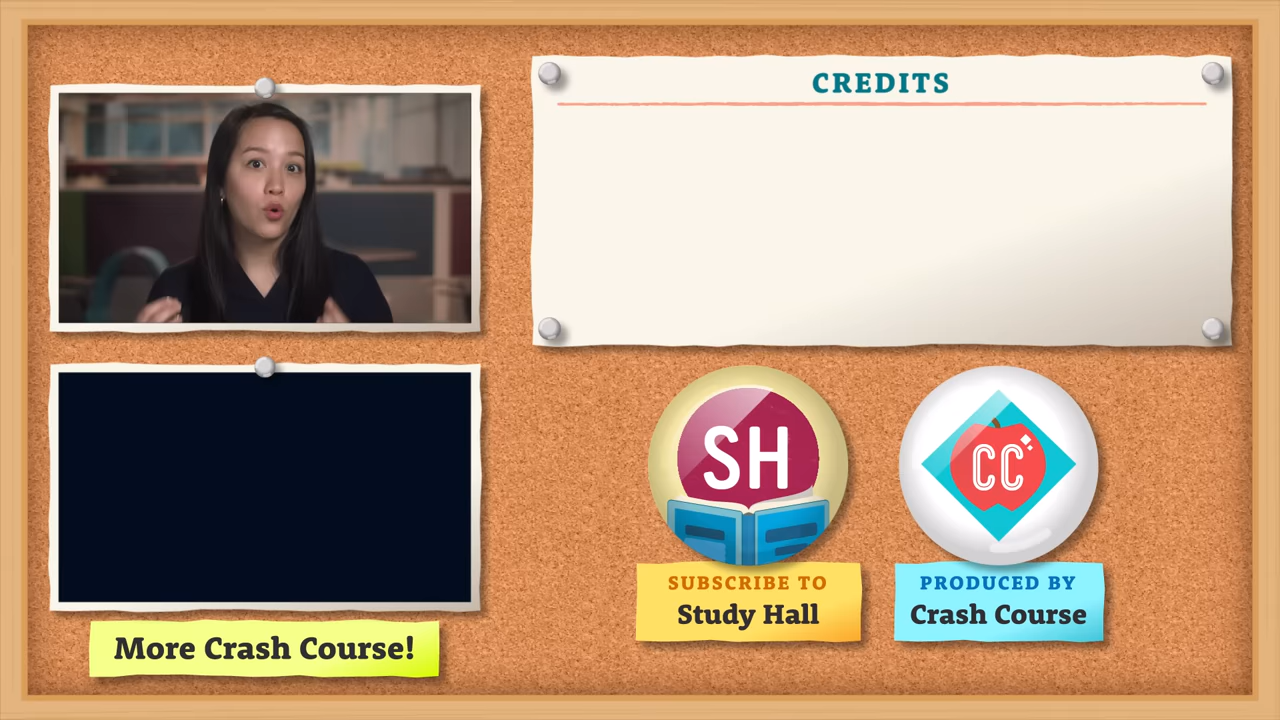 CREDITS
SH
CC
SUBSCRIBE TO
Study Hall
PRODUCED BY
Crash Course
More Crash Course!